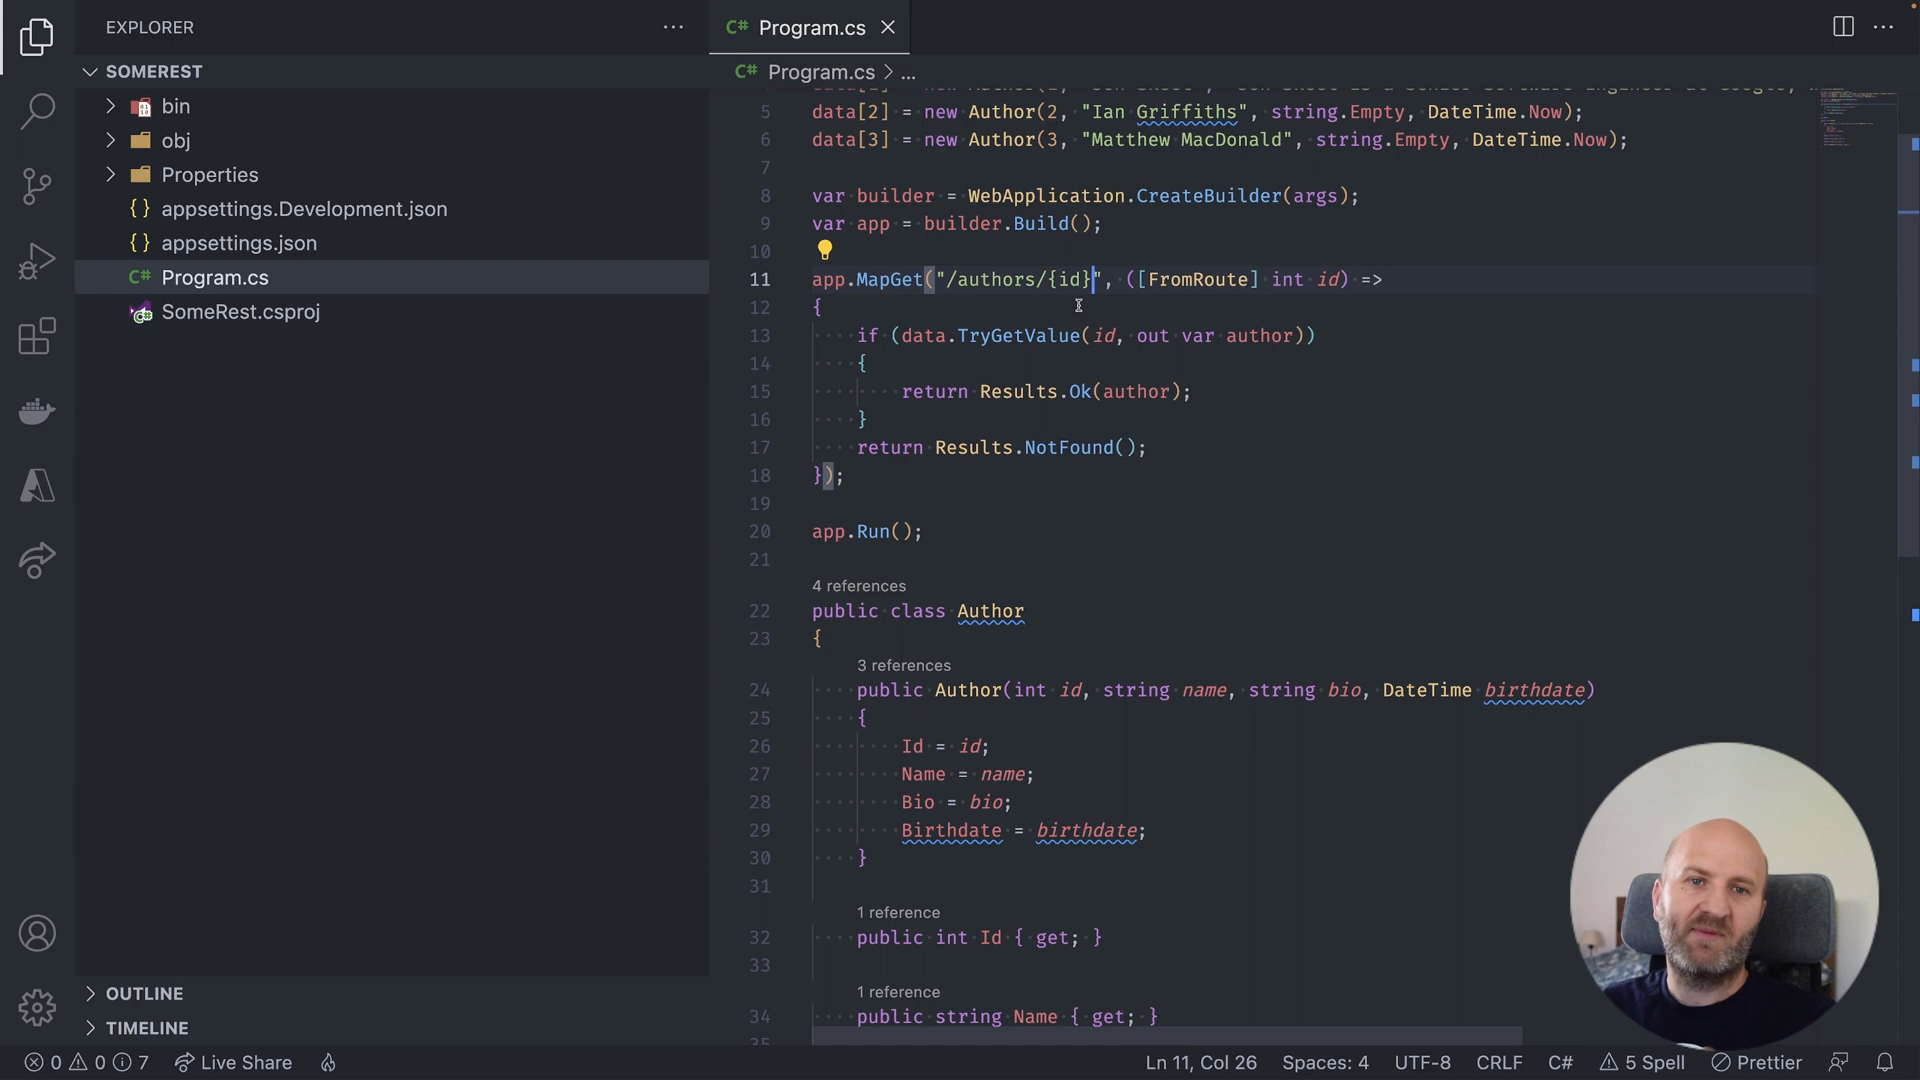 EXPLORER
SOMEREST
bin
obj
Properties
{} appsettings.Development.json
{} appsettings.json
C# Program.cs
SomeRest.csproj
OUTLINE
TIMELINE
C# Program.cs
C# Program.cs > ...
5 data[2] = new Author(2, "Ian Griffiths", string.Empty, DateTime.Now);
6 data[3] = new Author(3, "Matthew MacDonald", string.Empty, DateTime.Now);
7
8 var builder = WebApplication.CreateBuilder(args);
9 var app = builder.Build();
10
11 app.MapGet("/authors/{id}", ([FromRoute] int id) =>
12 {
13 if (data.TryGetValue(id, out var author))
14 {
15 return Results.Ok(author);
16 }
17 return Results.NotFound();
18 });
19
20 app.Run();
21
4 references
22 public class Author
23 {
3 references
24 public Author(int id, string name, string bio, DateTime birthdate)
25 {
26 Id = id;
27 Name = name;
28 Bio = bio;
29 Birthdate = birthdate;
30 }
31
1 reference
32 public int Id { get; }
33
1 reference
34 public string Name { get; }
0 0 7 Live Share
Ln 11, Col 26 Spaces: 4 UTF-8 CRLF C# 5 Spell Prettier